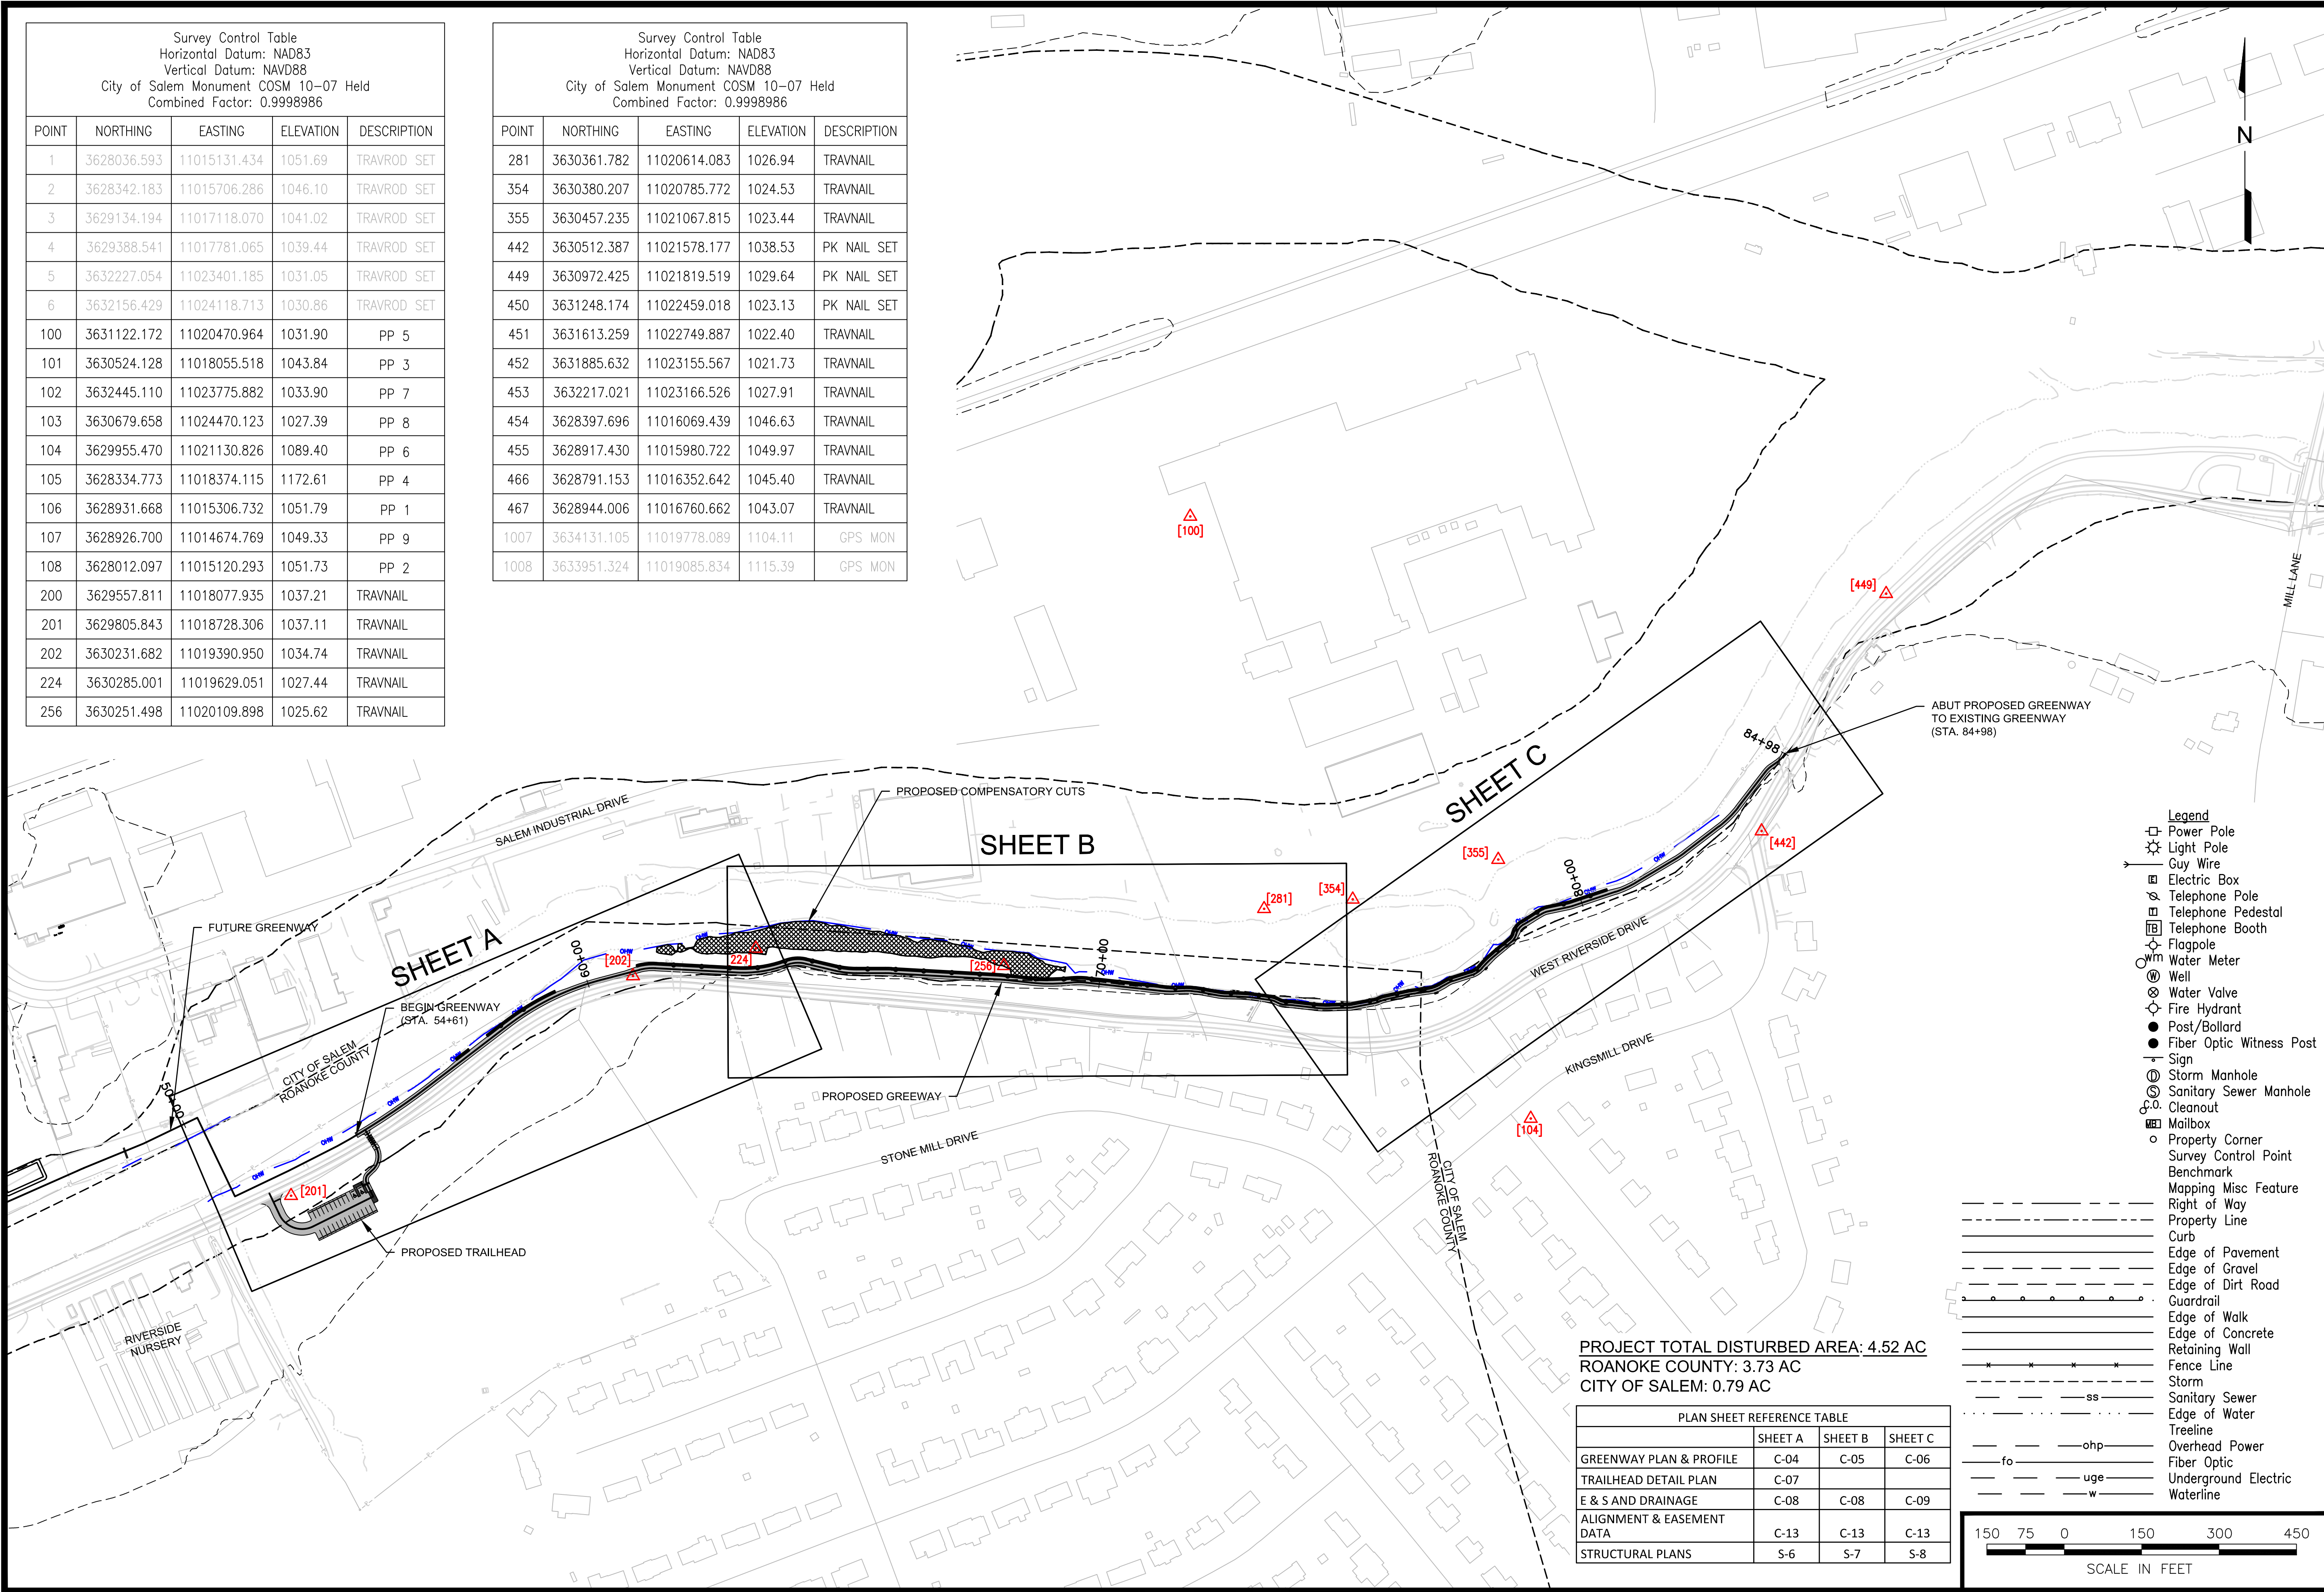 Survey Control Table
Horizontal Datum: NAD83
Vertical Datum: NAVD88
City of Salem Monument COSM 10-07 Held
Combined Factor: 0.9998986
POINT NORTHING EASTING ELEVATION DESCRIPTION
1 3628036.593 11015131.434 1051.69 TRAVROD SET
2 3628342.183 11015706.286 1046.10 TRAVROD SET
3 3629134.194 11017118.070 1041.02 TRAVROD SET
4 3629388.541 11017781.065 1039.44 TRAVROD SET
5 3632227.054 11023401.185 1031.05 TRAVROD SET
6 3632156.429 11024118.713 1030.86 TRAVROD SET
100 3631122.172 11020470.964 1031.90 PP 5
101 3630524.128 11018055.518 1043.84 PP 3
102 3632445.110 11023775.882 1033.90 PP 7
103 3630679.658 11024470.123 1027.39 PP 8
104 3629955.470 11021130.826 1089.40 PP 6
105 3628334.773 11018374.115 1172.61 PP 4
106 3628931.668 11015306.732 1051.79 PP 1
107 3628926.700 11014674.769 1049.33 PP 9
108 3628012.097 11015120.293 1051.73 PP 2
200 3629557.811 11018077.935 1037.21 TRAVNAIL
201 3629805.843 11018728.306 1037.11 TRAVNAIL
202 3630231.682 11019390.950 1034.74 TRAVNAIL
224 3630285.001 11019629.051 1027.44 TRAVNAIL
256 3630251.498 11020109.898 1025.62 TRAVNAIL
Survey Control Table
Horizontal Datum: NAD83
Vertical Datum: NAVD88
City of Salem Monument COSM 10-07 Held
Combined Factor: 0.9998986
POINT NORTHING EASTING ELEVATION DESCRIPTION
281 3630361.782 11020614.083 1026.94 TRAVNAIL
354 3630380.207 11020785.772 1024.53 TRAVNAIL
355 3630457.235 11021067.815 1023.44 TRAVNAIL
442 3630512.387 11021578.177 1038.53 PK NAIL SET
449 3630972.425 11021819.519 1029.64 PK NAIL SET
450 3631248.174 11022459.018 1023.13 PK NAIL SET
451 3631613.259 11022749.887 1022.40 TRAVNAIL
452 3631885.632 11023155.567 1021.73 TRAVNAIL
453 3632217.021 11023166.526 1027.91 TRAVNAIL
454 3628397.696 11016069.439 1046.63 TRAVNAIL
455 3628917.430 11015980.722 1049.97 TRAVNAIL
466 3628791.153 11016352.642 1045.40 TRAVNAIL
467 3628944.006 11016760.662 1043.07 TRAVNAIL
1007 3634131.105 11019778.089 1104.11 GPS MON
1008 3633951.324 11019085.834 1115.39 GPS MON
N
[100]
[449]
MILL LANE
ABUT PROPOSED GREENWAY
TO EXISTING GREENWAY
(STA. 84+98)
84+98
SHEET C
[442]
[355]
80+00
[354]
[281]
WEST RIVERSIDE DRIVE
KINGSMILL DRIVE
[104]
CITY OF SALEM
ROANOKE COUNTY
PROPOSED COMPENSATORY CUTS
SALEM INDUSTRIAL DRIVE
SHEET B
70+00
[256]
224]
[202]
60+00
OHW
FUTURE GREENWAY
SHEET A
BEGIN GREENWAY
(STA. 54+61)
CITY OF SALEM
ROANOKE COUNTY
50+00
PROPOSED GREEWAY
STONE MILL DRIVE
[201]
PROPOSED TRAILHEAD
RIVERSIDE
NURSERY
Legend
Power Pole
Light Pole
Guy Wire
E Electric Box
Telephone Pole
T Telephone Pedestal
TB Telephone Booth
Flagpole
wm Water Meter
W Well
Water Valve
Fire Hydrant
Post/Bollard
Fiber Optic Witness Post
Sign
D Storm Manhole
S Sanitary Sewer Manhole
C.O. Cleanout
MB Mailbox
Property Corner
Survey Control Point
Benchmark
Mapping Misc Feature
Right of Way
Property Line
Curb
Edge of Pavement
Edge of Gravel
Edge of Dirt Road
Guardrail
Edge of Walk
Edge of Concrete
Retaining Wall
Fence Line
Storm
ss Sanitary Sewer
Edge of Water
Treeline
ohp Overhead Power
fo Fiber Optic
uge Underground Electric
w Waterline
PROJECT TOTAL DISTURBED AREA: 4.52 AC
ROANOKE COUNTY: 3.73 AC
CITY OF SALEM: 0.79 AC
PLAN SHEET REFERENCE TABLE
SHEET A SHEET B SHEET C
GREENWAY PLAN & PROFILE C-04 C-05 C-06
TRAILHEAD DETAIL PLAN C-07
E & S AND DRAINAGE C-08 C-08 C-09
ALIGNMENT & EASEMENT
DATA C-13 C-13 C-13
STRUCTURAL PLANS S-6 S-7 S-8
150 75 0 150 300 450
SCALE IN FEET